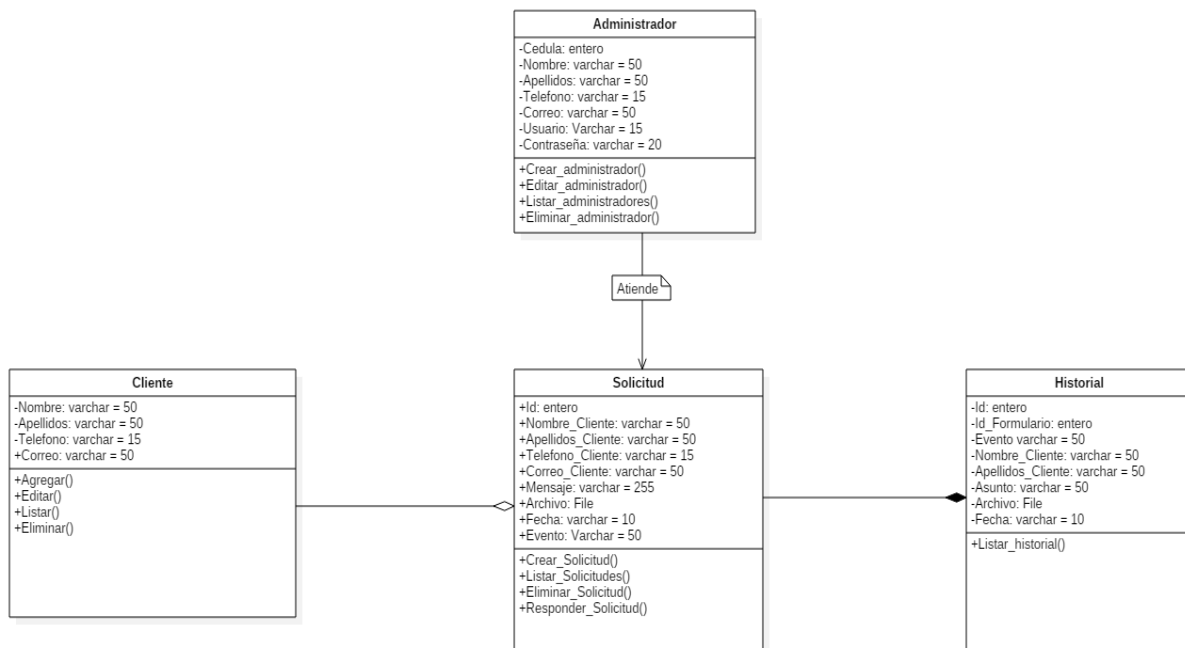 Administrador
-Cedula: entero
-Nombre: varchar = 50
-Apellidos: varchar = 50
-Telefono: varchar = 15
-Correo: varchar = 50
-Usuario: Varchar = 15
-Contraseña: varchar = 20
+Crear_administrador()
+Editar_administrador()
+Listar_administradores()
+Eliminar_administrador()
Atiende
Cliente
-Nombre: varchar = 50
-Apellidos: varchar = 50
-Telefono: varchar = 15
+Correo: varchar = 50
+Agregar()
+Editar()
+Listar()
+Eliminar()
Solicitud
+Id: entero
+Nombre_Cliente: varchar = 50
+Apellidos_Cliente: varchar = 50
+Telefono_Cliente: varchar = 15
+Correo_Cliente: varchar = 50
+Mensaje: varchar = 255
+Archivo: File
+Fecha: varchar = 10
+Evento: Varchar = 50
+Crear_Solicitud()
+Listar_Solicitudes()
+Eliminar_Solicitud()
+Responder_Solicitud()
Historial
-Id: entero
-Id_Formulario: entero
-Evento varchar = 50
-Nombre_Cliente: varchar = 50
-Apellidos_Cliente: varchar = 50
-Asunto: varchar = 50
-Archivo: File
-Fecha: varchar = 10
+Listar_historial()